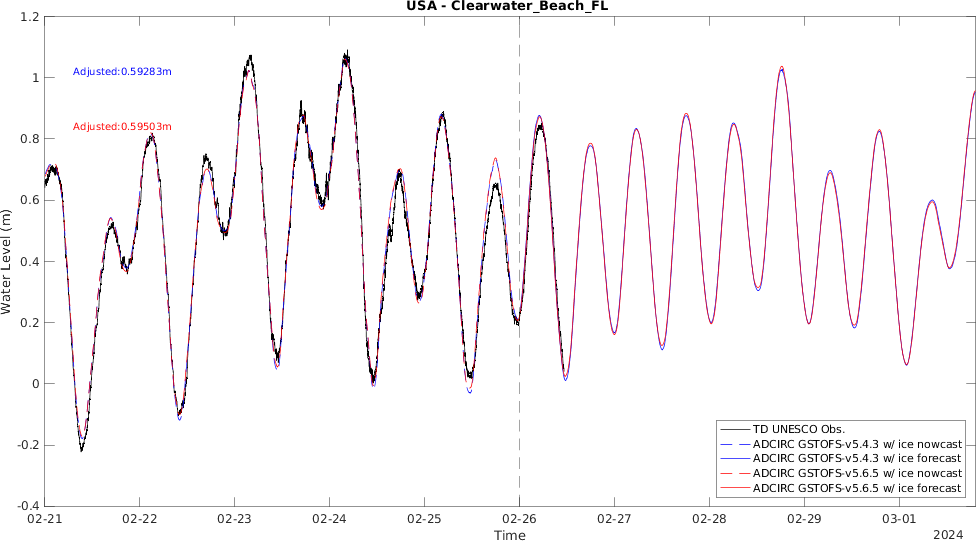 USA - Clearwater_Beach_FL
1.2
1
0.8
0.6
0.4
0.2
0
-0.2
-0.4
Water Level (m)
Adjusted:0.59283m
Adjusted:0.59503m
TD UNESCO Obs.
ADCIRC GSTOFS-v5.4.3 w/ ice nowcast
ADCIRC GSTOFS-v5.4.3 w/ ice forecast
ADCIRC GSTOFS-v5.6.5 w/ ice nowcast
ADCIRC GSTOFS-v5.6.5 w/ ice forecast
02-21 02-22 02-23 02-24 02-25 02-26 02-27 02-28 02-29 03-01
Time
2024